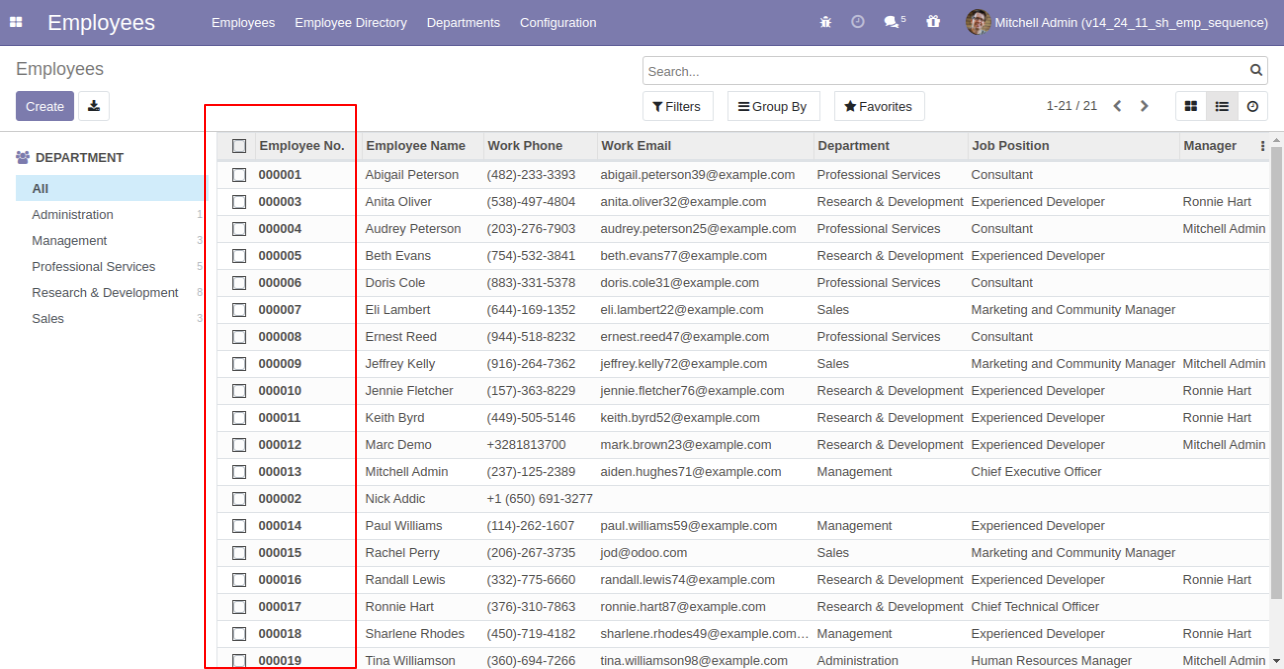 Employees Employees Employee Directory Departments Configuration 5 Mitchell Admin (v14_24_11_sh_emp_sequence)
Employees
Search...
Create Filters Group By Favorites 1-21 / 21
DEPARTMENT
All
Administration 1
Management 3
Professional Services 5
Research & Development 8
Sales 3
Employee No. Employee Name Work Phone Work Email Department Job Position Manager
000001 Abigail Peterson (482)-233-3393 abigail.peterson39@example.com Professional Services Consultant
000003 Anita Oliver (538)-497-4804 anita.oliver32@example.com Research & Development Experienced Developer Ronnie Hart
000004 Audrey Peterson (203)-276-7903 audrey.peterson25@example.com Professional Services Consultant Mitchell Admin
000005 Beth Evans (754)-532-3841 beth.evans77@example.com Research & Development Experienced Developer
000006 Doris Cole (883)-331-5378 doris.cole31@example.com Professional Services Consultant
000007 Eli Lambert (644)-169-1352 eli.lambert22@example.com Sales Marketing and Community Manager
000008 Ernest Reed (944)-518-8232 ernest.reed47@example.com Professional Services Consultant
000009 Jeffrey Kelly (916)-264-7362 jeffrey.kelly72@example.com Sales Marketing and Community Manager Mitchell Admin
000010 Jennie Fletcher (157)-363-8229 jennie.fletcher76@example.com Research & Development Experienced Developer Ronnie Hart
000011 Keith Byrd (449)-505-5146 keith.byrd52@example.com Research & Development Experienced Developer Ronnie Hart
000012 Marc Demo +3281813700 mark.brown23@example.com Research & Development Experienced Developer Mitchell Admin
000013 Mitchell Admin (237)-125-2389 aiden.hughes71@example.com Management Chief Executive Officer
000002 Nick Addic +1 (650) 691-3277
000014 Paul Williams (114)-262-1607 paul.williams59@example.com Management Experienced Developer
000015 Rachel Perry (206)-267-3735 jod@odoo.com Sales Marketing and Community Manager
000016 Randall Lewis (332)-775-6660 randall.lewis74@example.com Research & Development Experienced Developer Ronnie Hart
000017 Ronnie Hart (376)-310-7863 ronnie.hart87@example.com Research & Development Chief Technical Officer
000018 Sharlene Rhodes (450)-719-4182 sharlene.rhodes49@example.com... Management Experienced Developer Ronnie Hart
000019 Tina Williamson (360)-694-7266 tina.williamson98@example.com Administration Human Resources Manager Mitchell Admin